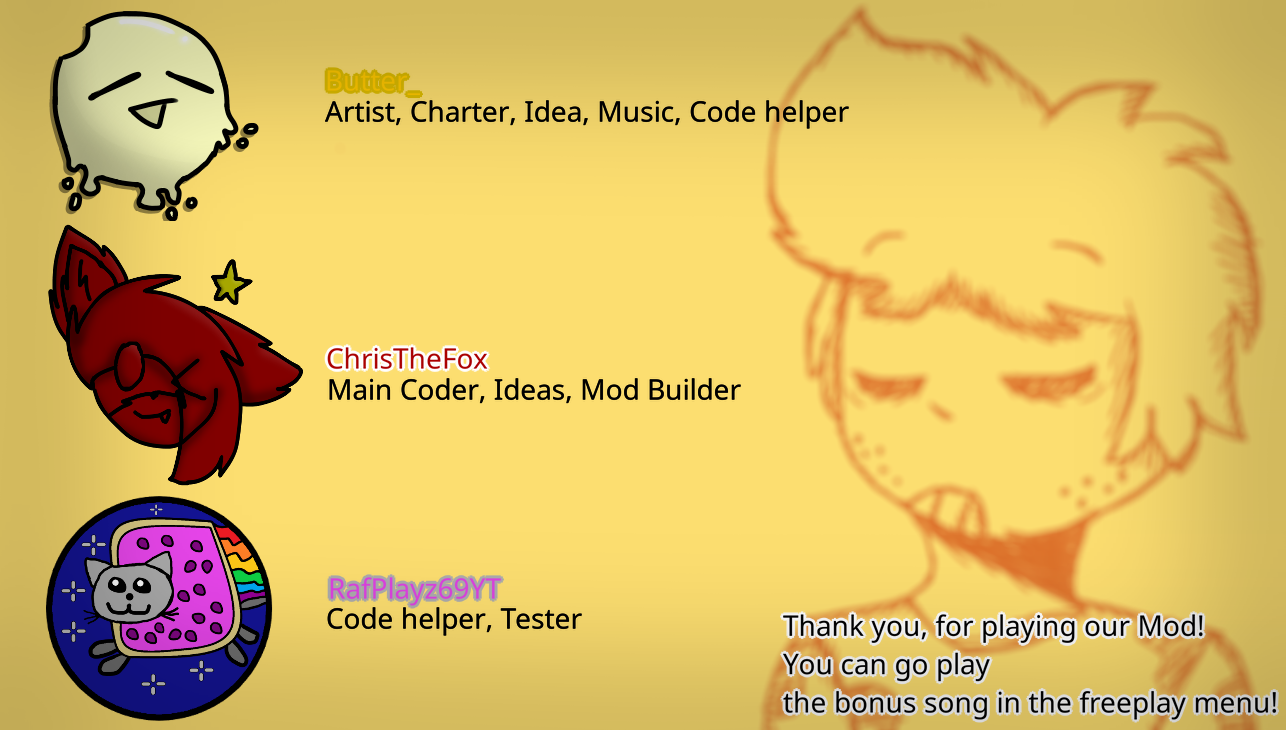 Butter_
Artist, Charter, Idea, Music, Code helper
ChrisTheFox
Main Coder, Ideas, Mod Builder
RafPlayz69YT
Code helper, Tester
Thank you, for playing our Mod!
You can go play
the bonus song in the freeplay menu!